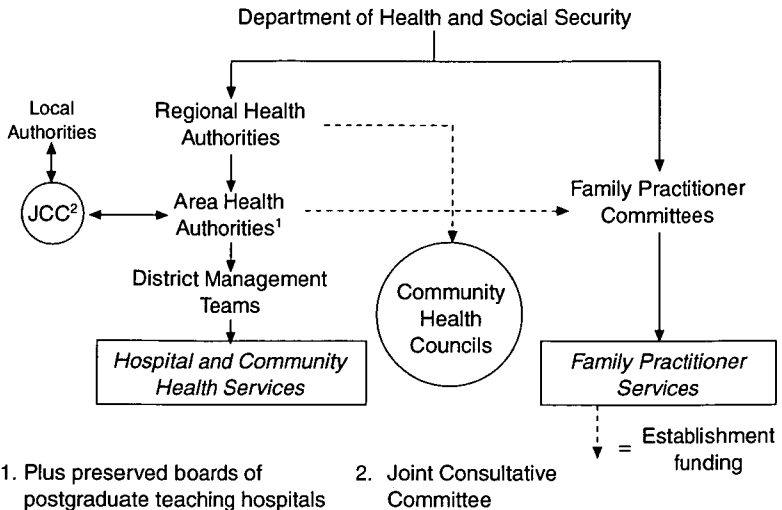 Department of Health and Social Security
Local
Authorities
Regional Health
Authorities
JCC²
Area Health
Authorities¹
Family Practitioner
Committees
District Management
Teams
Community
Health
Councils
Hospital and Community
Health Services
Family Practitioner
Services
= Establishment
funding
1. Plus preserved boards of
postgraduate teaching hospitals
2. Joint Consultative
Committee